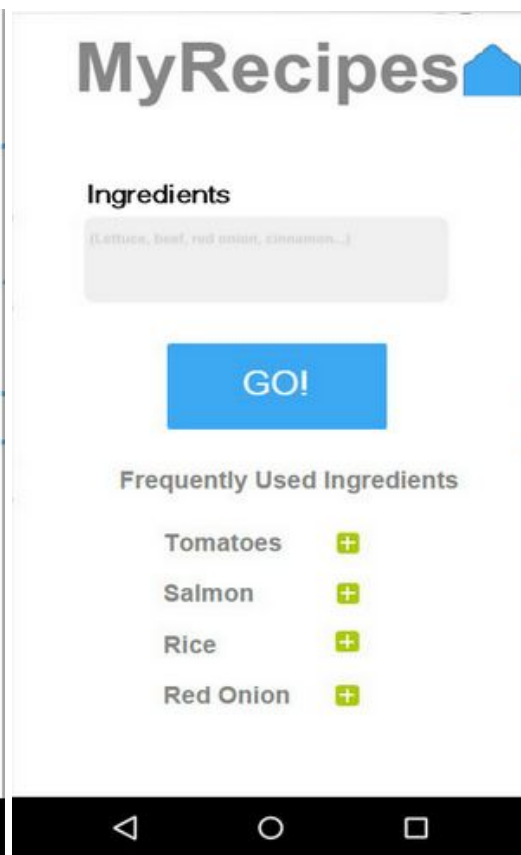 MyRecipes
Ingredients
(Lettuce, beef, red onion, cinnamon...)
GO!
Frequently Used Ingredients
Tomatoes
Salmon
Rice
Red Onion